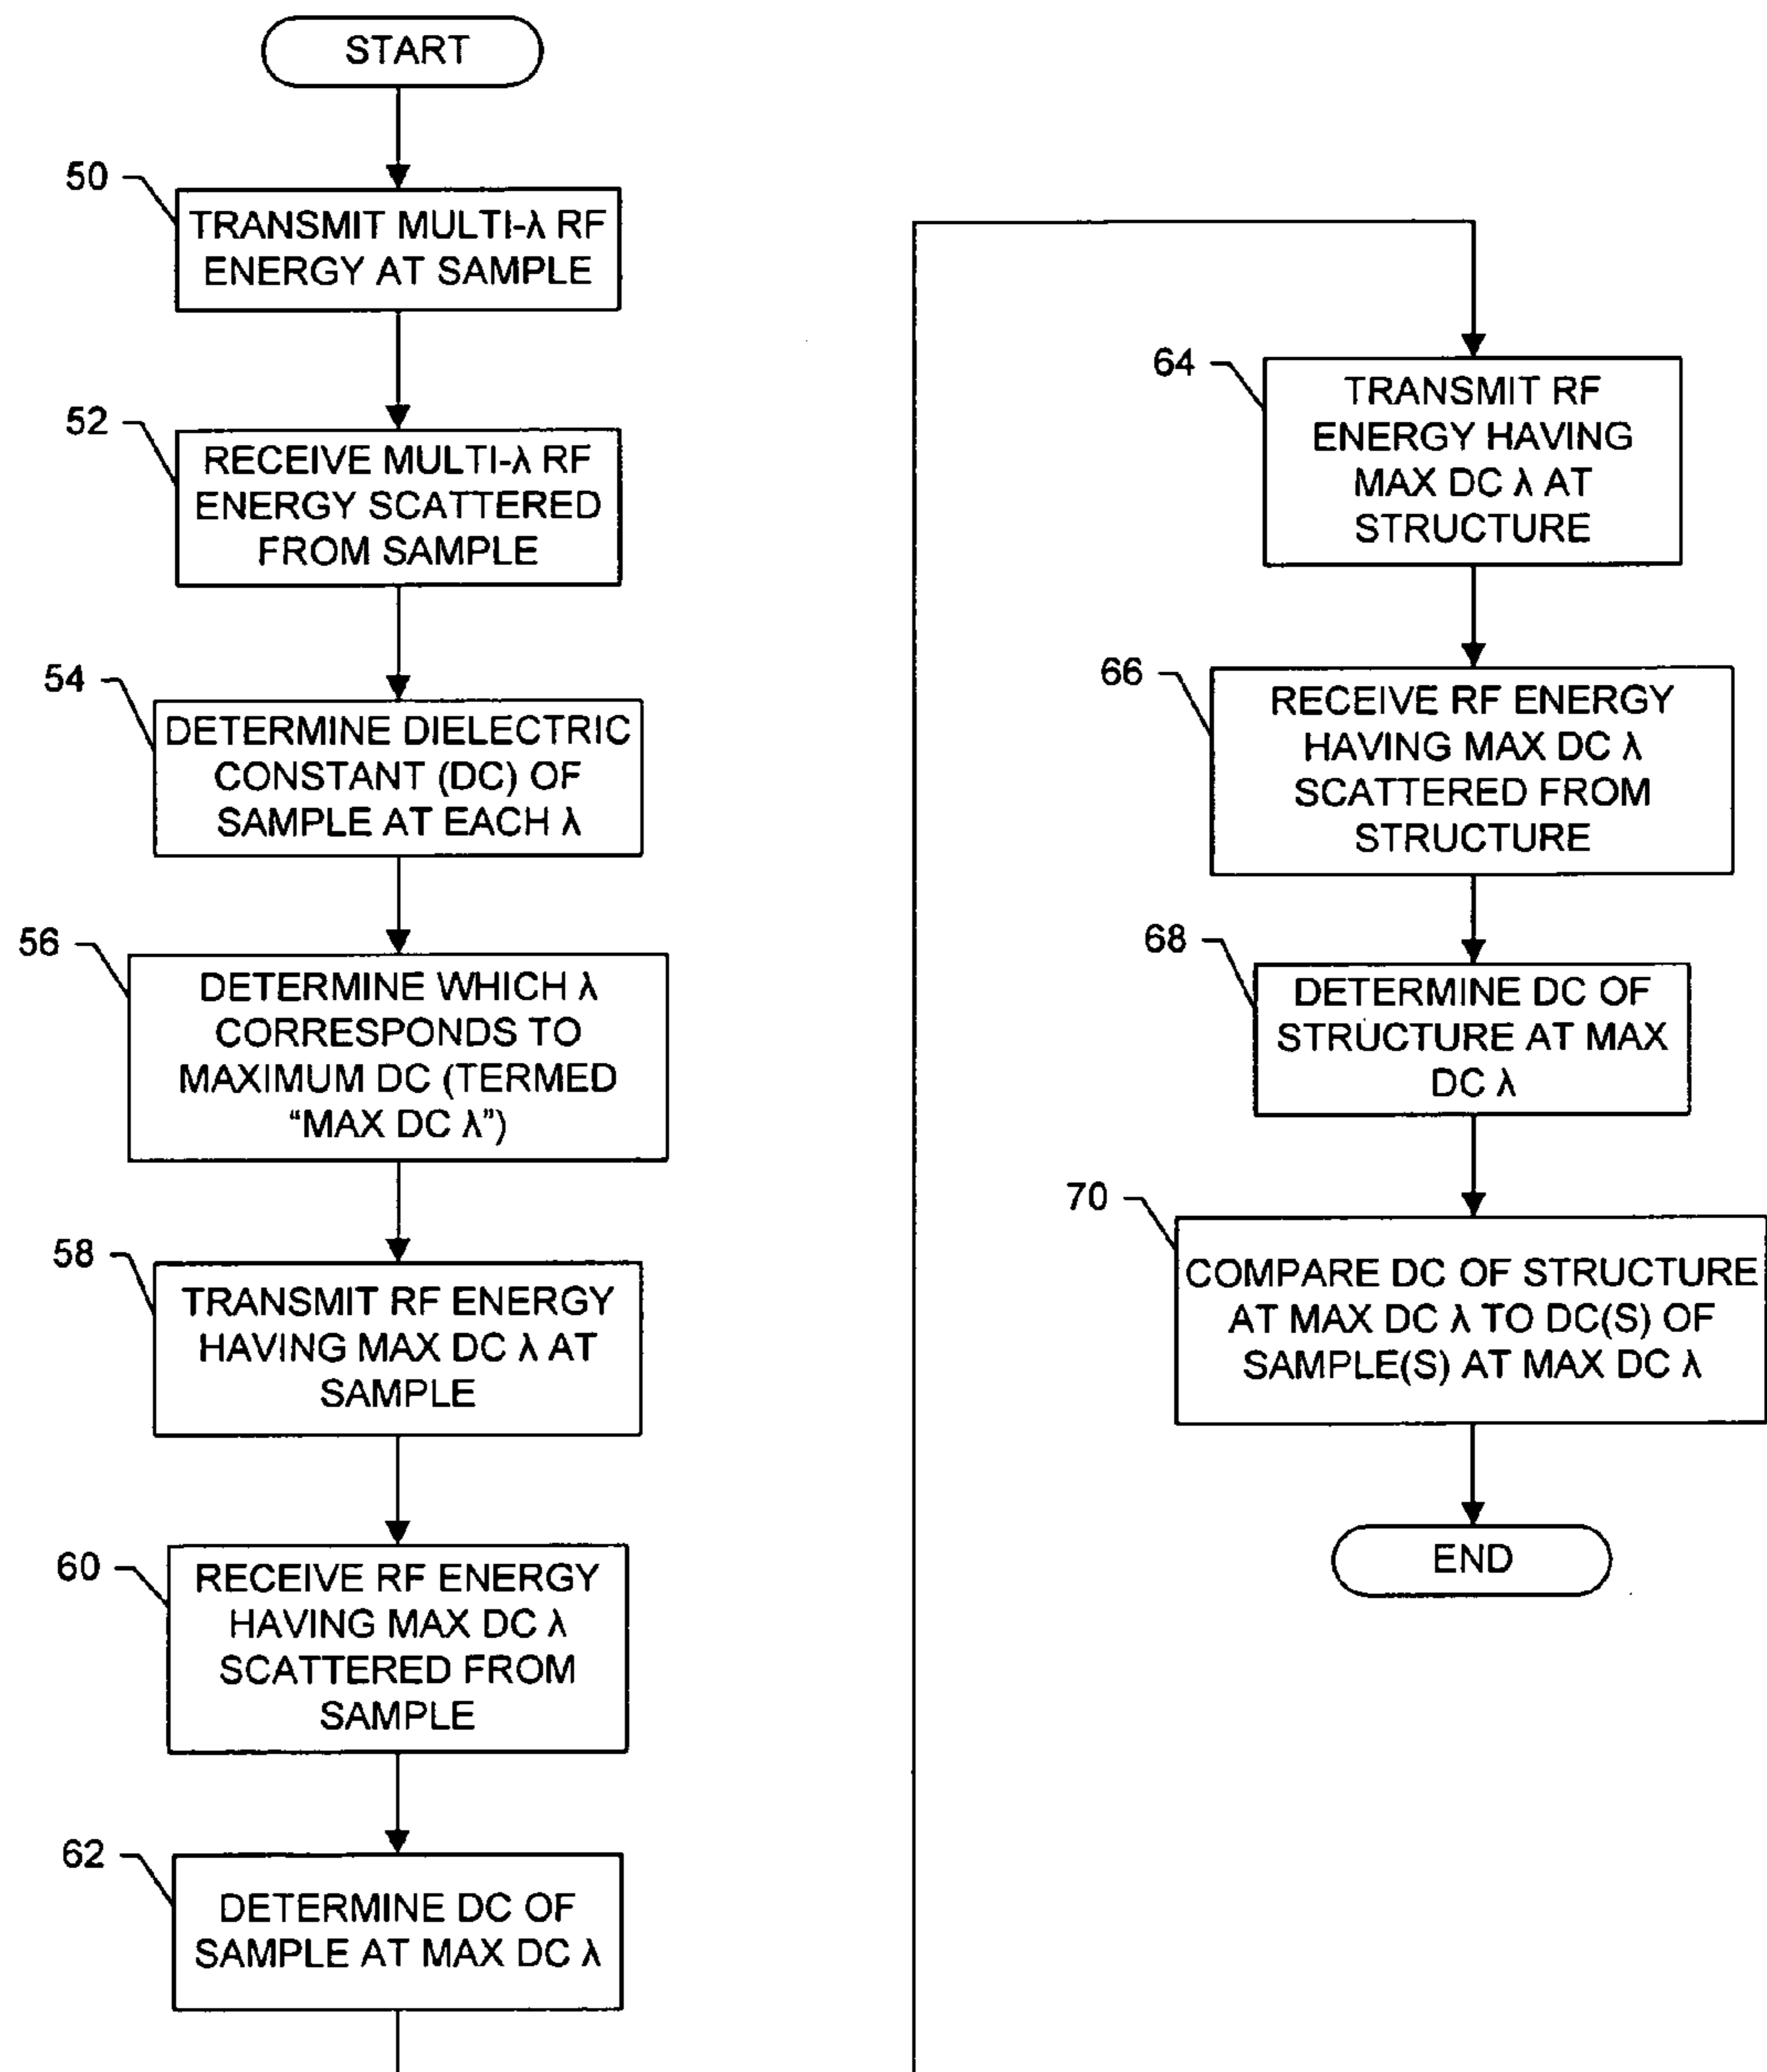 START
50
TRANSMIT MULTI-λ RF
ENERGY AT SAMPLE
52
RECEIVE MULTI-λ RF
ENERGY SCATTERED
FROM SAMPLE
54
DETERMINE DIELECTRIC
CONSTANT (DC) OF
SAMPLE AT EACH λ
56
DETERMINE WHICH λ
CORRESPONDS TO
MAXIMUM DC (TERMED
“MAX DC λ”)
58
TRANSMIT RF ENERGY
HAVING MAX DC λ AT
SAMPLE
60
RECEIVE RF ENERGY
HAVING MAX DC λ
SCATTERED FROM
SAMPLE
62
DETERMINE DC OF
SAMPLE AT MAX DC λ
64
TRANSMIT RF
ENERGY HAVING
MAX DC λ AT
STRUCTURE
66
RECEIVE RF ENERGY
HAVING MAX DC λ
SCATTERED FROM
STRUCTURE
68
DETERMINE DC OF
STRUCTURE AT MAX
DC λ
70
COMPARE DC OF STRUCTURE
AT MAX DC λ TO DC(S) OF
SAMPLE(S) AT MAX DC λ
END